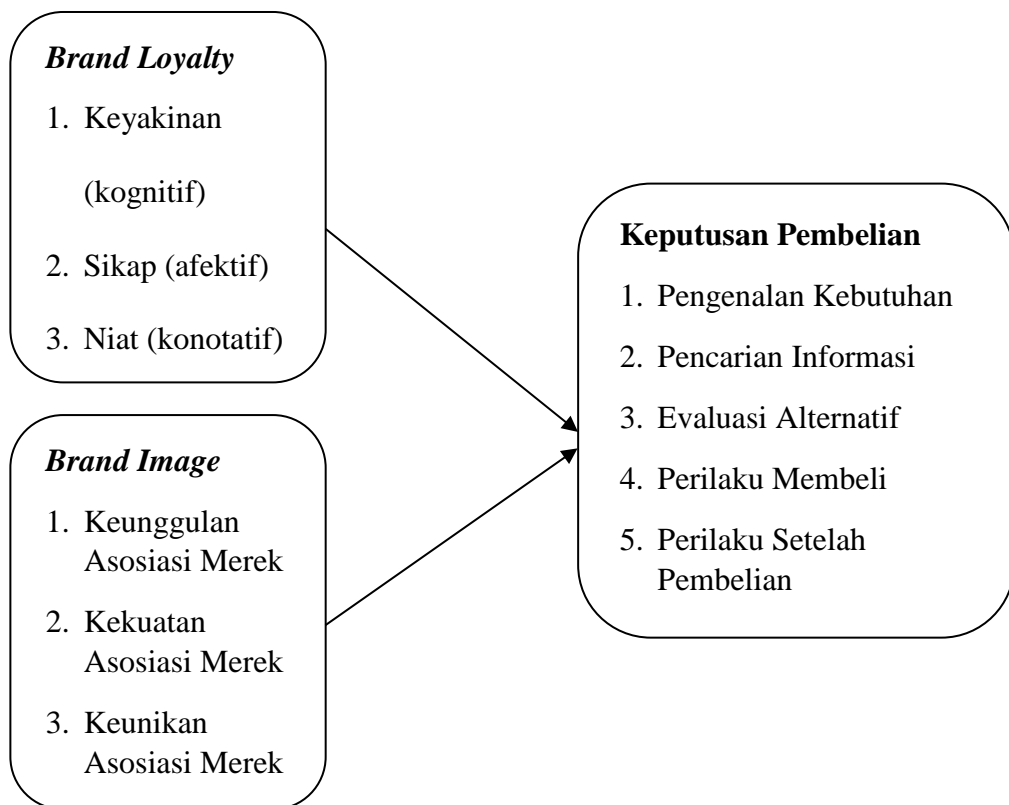 Brand Loyalty
1. Keyakinan
(kognitif)
2. Sikap (afektif)
3. Niat (konotatif)
Brand Image
1. Keunggulan
Asosiasi Merek
2. Kekuatan
Asosiasi Merek
3. Keunikan
Asosiasi Merek
Keputusan Pembelian
1. Pengenalan Kebutuhan
2. Pencarian Informasi
3. Evaluasi Alternatif
4. Perilaku Membeli
5. Perilaku Setelah
Pembelian